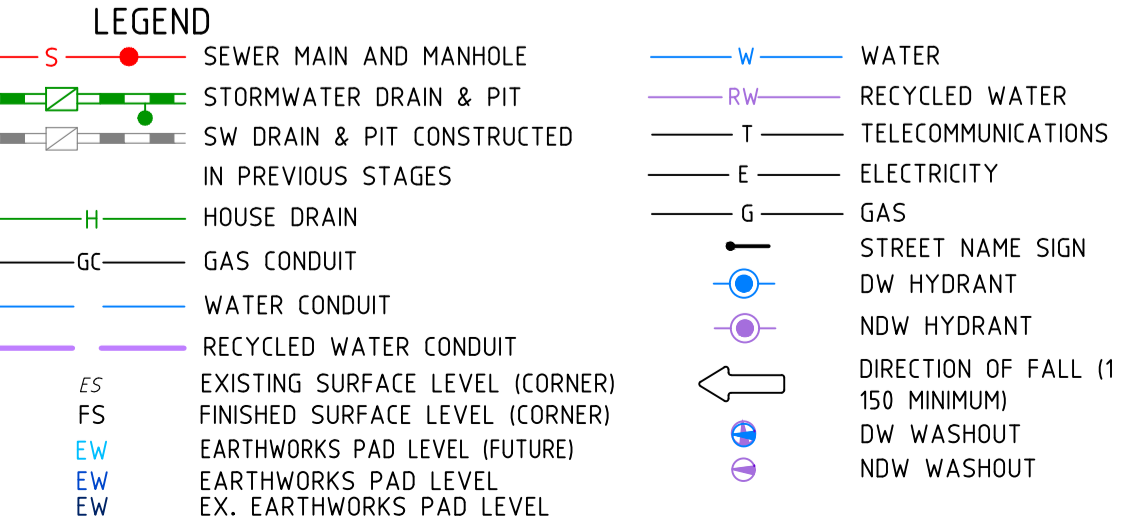 LEGEND
S SEWER MAIN AND MANHOLE
STORMWATER DRAIN & PIT
SW DRAIN & PIT CONSTRUCTED
IN PREVIOUS STAGES
H HOUSE DRAIN
GC GAS CONDUIT
WATER CONDUIT
RECYCLED WATER CONDUIT
ES EXISTING SURFACE LEVEL (CORNER)
FS FINISHED SURFACE LEVEL (CORNER)
EW EARTHWORKS PAD LEVEL (FUTURE)
EW EARTHWORKS PAD LEVEL
EW EX. EARTHWORKS PAD LEVEL
W WATER
RW RECYCLED WATER
T TELECOMMUNICATIONS
E ELECTRICITY
G GAS
STREET NAME SIGN
DW HYDRANT
NDW HYDRANT
DIRECTION OF FALL (1
150 MINIMUM)
DW WASHOUT
NDW WASHOUT